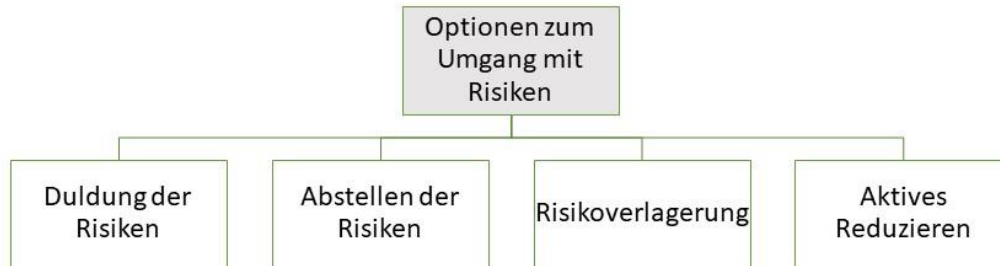 Optionen zum
Umgang mit
Risiken
Duldung der
Risiken
Abstellen der
Risiken
Risikoverlagerung
Aktives
Reduzieren